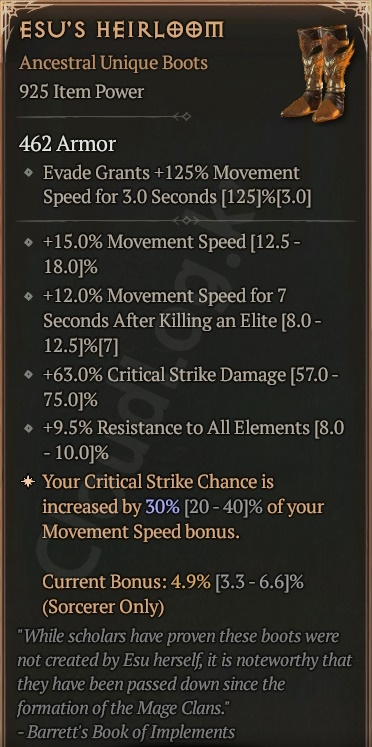 ESU'S HEIRLOOM
Ancestral Unique Boots
925 Item Power
462 Armor
Evade Grants +125% Movement
Speed for 3.0 Seconds [125]%[3.0]
+15.0% Movement Speed [12.5 -
18.0]%
+12.0% Movement Speed for 7
Seconds After Killing an Elite [8.0 -
12.5]%[7]
+63.0% Critical Strike Damage [57.0 -
75.0]%
+9.5% Resistance to All Elements [8.0
- 10.0]%
Your Critical Strike Chance is
increased by 30% [20 - 40]% of your
Movement Speed bonus.
Current Bonus: 4.9% [3.3 - 6.6]%
(Sorcerer Only)
"While scholars have proven these boots were
not created by Esu herself, it is noteworthy that
they have been passed down since the
formation of the Mage Clans."
- Barrett's Book of Implements